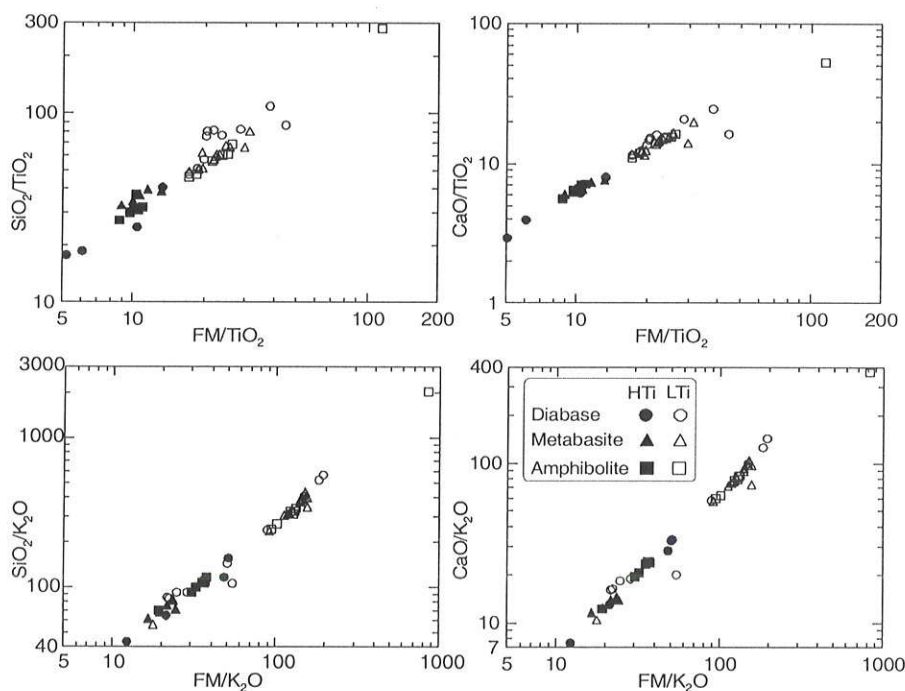 300
100
10
SiO₂/TiO₂
5
10
100
200
FM/TiO₂
100
10
1
CaO/TiO₂
5
10
100
200
FM/TiO₂
3000
1000
100
40
SiO₂/K₂O
5
10
100
1000
FM/K₂O
400
100
10
7
CaO/K₂O
5
10
100
1000
FM/K₂O
HTi LTi
Diabase
Metabasite
Amphibolite